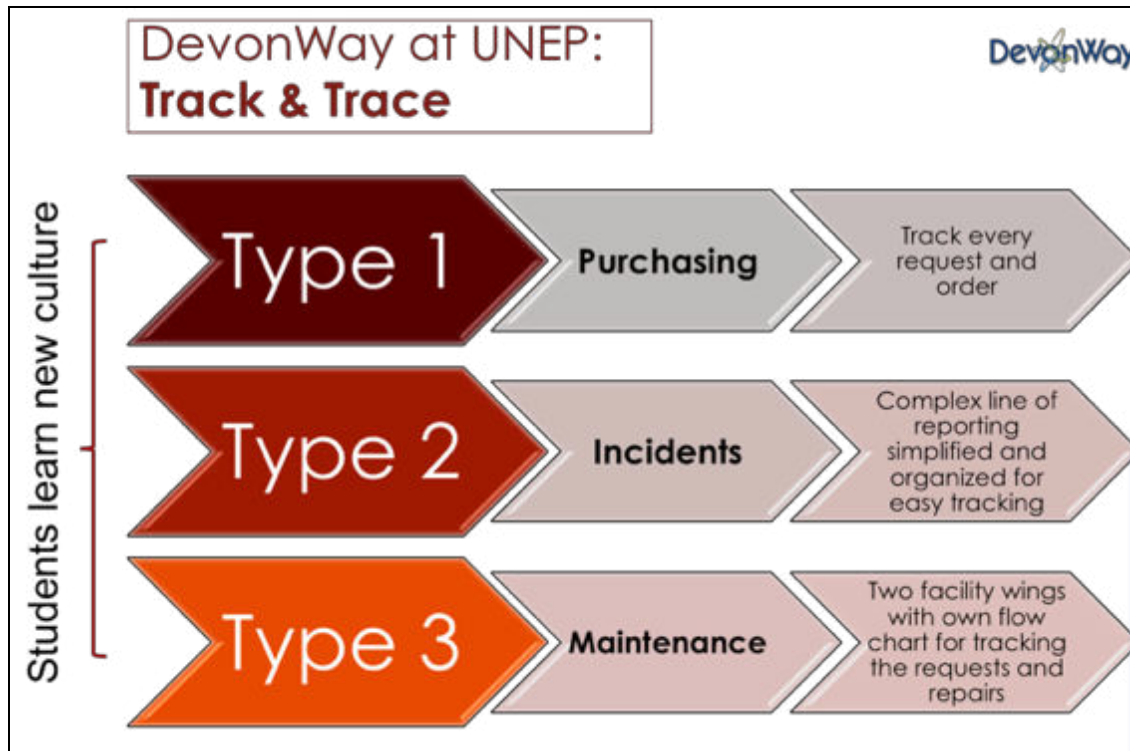 DevonWay at UNEP:
Track & Trace
DevonWay
Students learn new culture
Type 1
Purchasing
Track every
request and
order
Type 2
Incidents
Complex line of
reporting
simplified and
organized for
easy tracking
Type 3
Maintenance
Two facility wings
with own flow
chart for tracking
the requests and
repairs